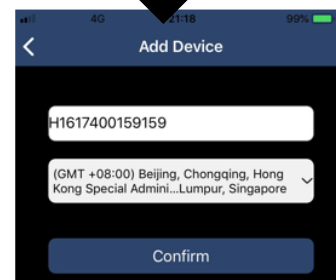 4G 21:18 99%
Add Device
H1617400159159
(GMT +08:00) Beijing, Chongqing, Hong
Kong Special Admini...Lumpur, Singapore
Confirm